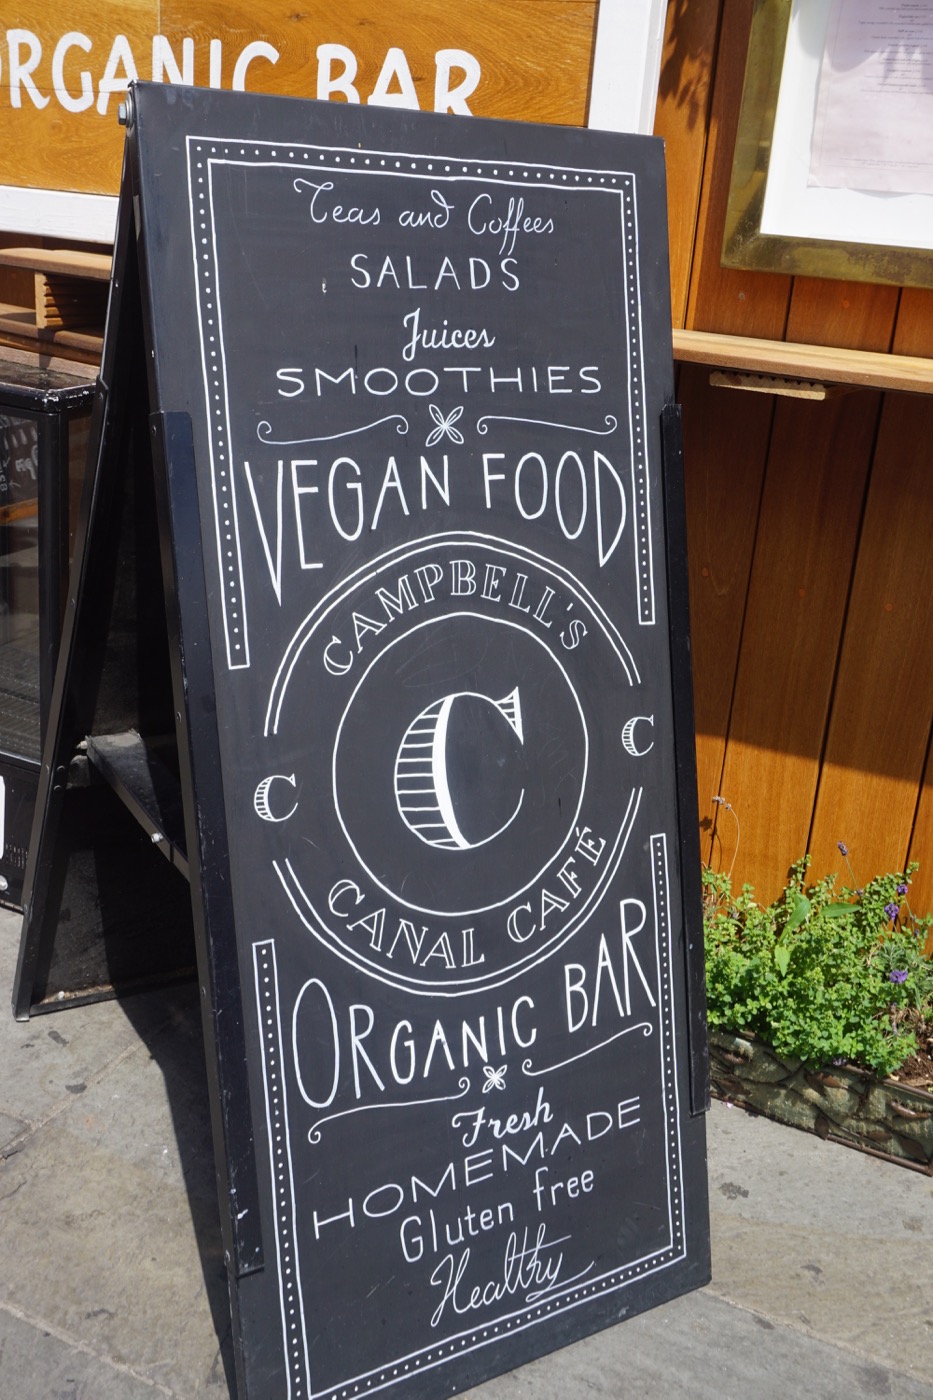 ORGANIC BAR
Teas and Coffees
SALADS
Juices
SMOOTHIES
VEGAN FOOD
CAMPBELL'S
C
C
C
CANAL CAFÉ
ORGANIC BAR
Fresh
HOMEMADE
Gluten free
Healthy